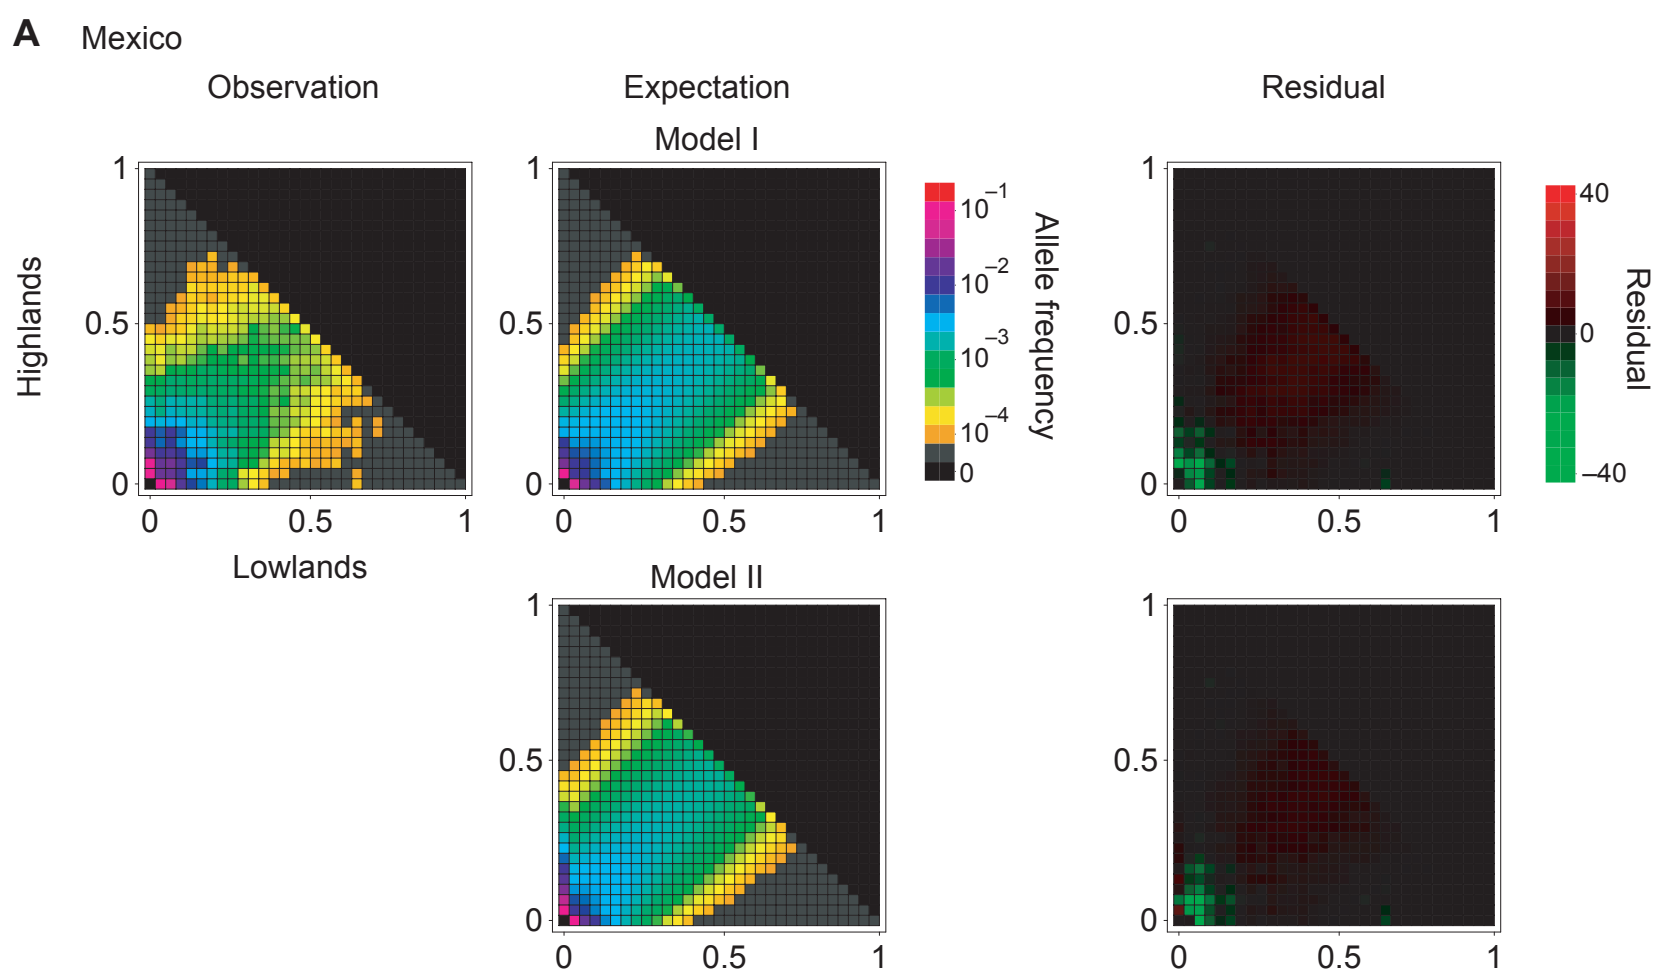 A Mexico
Observation Expectation Residual
Model I
1
0.5
0
0 0.5 1
Highlands
Lowlands
1
0.5
0
0 0.5 1
10–1
10–2
10–3
10–4
0
Allele frequency
1
0.5
0
0 0.5 1
40
0
–40
Residual
Model II
1
0.5
0
0 0.5 1
1
0.5
0
0 0.5 1